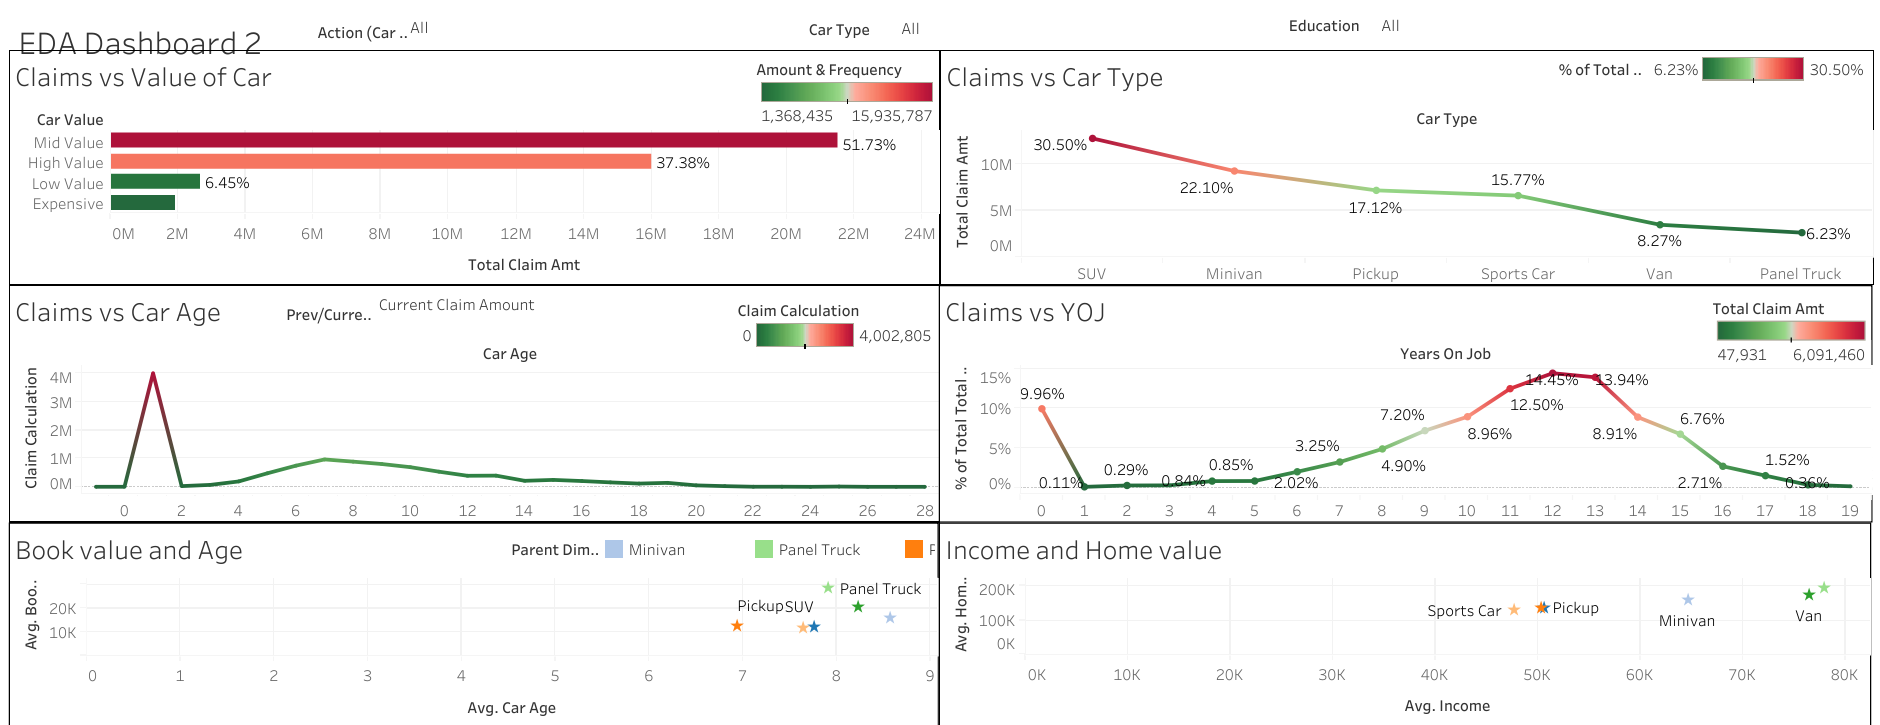 EDA Dashboard 2
Action (Car .. All
Car Type All
Education All
Claims vs Value of Car
Amount & Frequency
1,368,435 15,935,787
Car Value
Mid Value 51.73%
High Value 37.38%
Low Value 6.45%
Expensive
0M 2M 4M 6M 8M 10M 12M 14M 16M 18M 20M 22M 24M
Total Claim Amt
Claims vs Car Type
% of Total .. 6.23% 30.50%
Car Type
Total Claim Amt
10M
5M
0M
30.50%
22.10%
17.12%
15.77%
8.27%
6.23%
SUV Minivan Pickup Sports Car Van Panel Truck
Claims vs Car Age
Prev/Curre.. Current Claim Amount
Claim Calculation
0 4,002,805
Car Age
Claim Calculation
4M
3M
2M
1M
0M
0 2 4 6 8 10 12 14 16 18 20 22 24 26 28
Claims vs YOJ
Total Claim Amt
47,931 6,091,460
Years On Job
% of Total Total ..
15%
10%
5%
0%
9.96%
0.11%
0.29%
0.84%
0.85%
2.02%
3.25%
4.90%
7.20%
8.96%
12.50%
14.45%
13.94%
8.91%
6.76%
2.71%
1.52%
0.36%
0 1 2 3 4 5 6 7 8 9 10 11 12 13 14 15 16 17 18 19
Book value and Age
Parent Dim.. Minivan Panel Truck
Avg. Boo..
20K
10K
Panel Truck
Pickup SUV
0 1 2 3 4 5 6 7 8 9
Avg. Car Age
Income and Home value
Avg. Hom..
200K
100K
0K
Sports Car Pickup
Minivan
Van
0K 10K 20K 30K 40K 50K 60K 70K 80K
Avg. Income